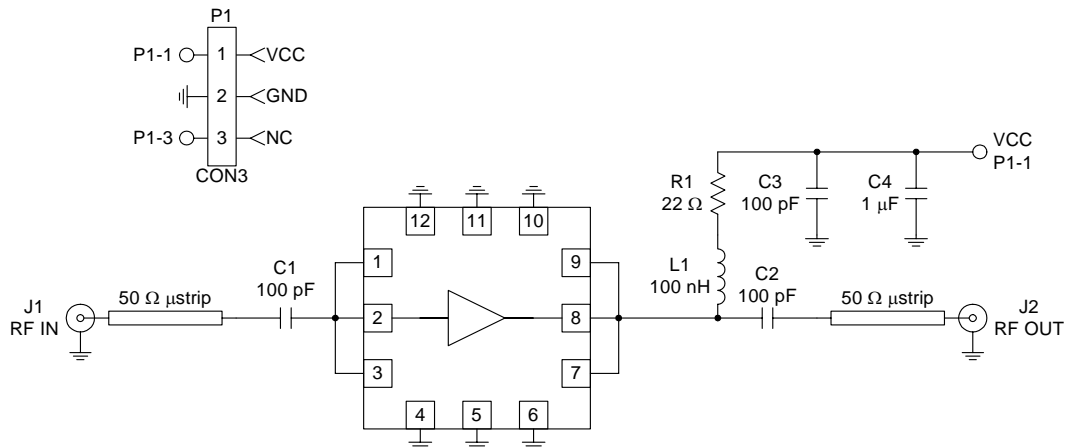 P1
P1-1
1
VCC
2
GND
P1-3
3
NC
CON3
VCC
P1-1
R1
22 Ω
C3
100 pF
C4
1 μF
12
11
10
1
9
C1
100 pF
L1
100 nH
C2
100 pF
J1
RF IN
50 Ω μstrip
2
8
50 Ω μstrip
J2
RF OUT
3
7
4
5
6